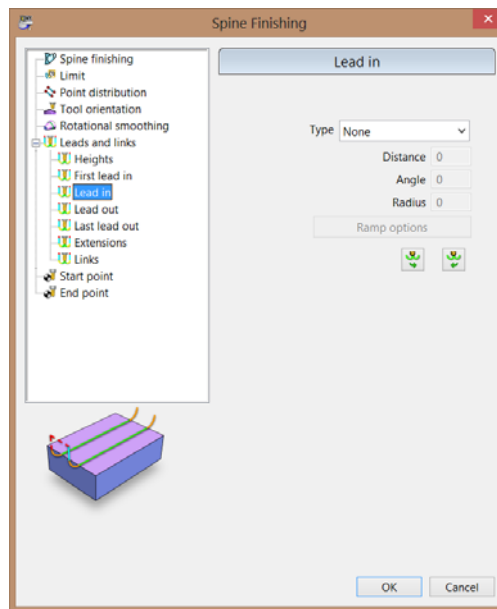 Spine Finishing
Spine finishing
Limit
Point distribution
Tool orientation
Rotational smoothing
Leads and links
Heights
First lead in
Lead in
Lead out
Last lead out
Extensions
Links
Start point
End point
Lead in
Type None
Distance 0
Angle 0
Radius 0
Ramp options
OK Cancel